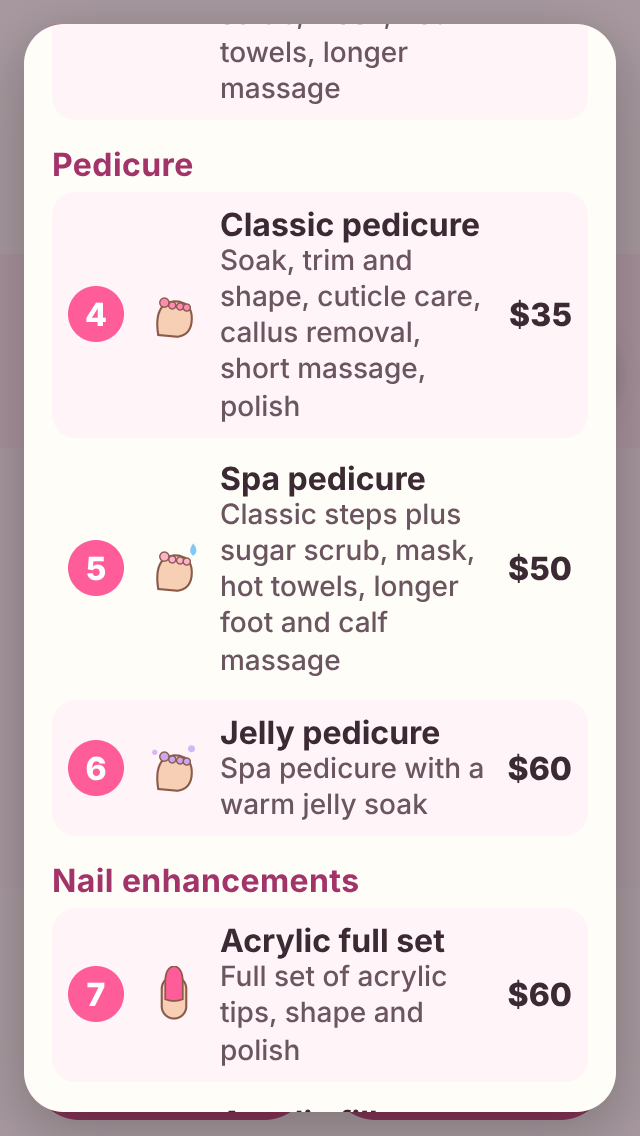 towels, longer
massage
Pedicure
4
Classic pedicure
Soak, trim and
shape, cuticle care,
callus removal,
short massage,
polish
$35
5
Spa pedicure
Classic steps plus
sugar scrub, mask,
hot towels, longer
foot and calf
massage
$50
6
Jelly pedicure
Spa pedicure with a
warm jelly soak
$60
Nail enhancements
7
Acrylic full set
Full set of acrylic
tips, shape and
polish
$60